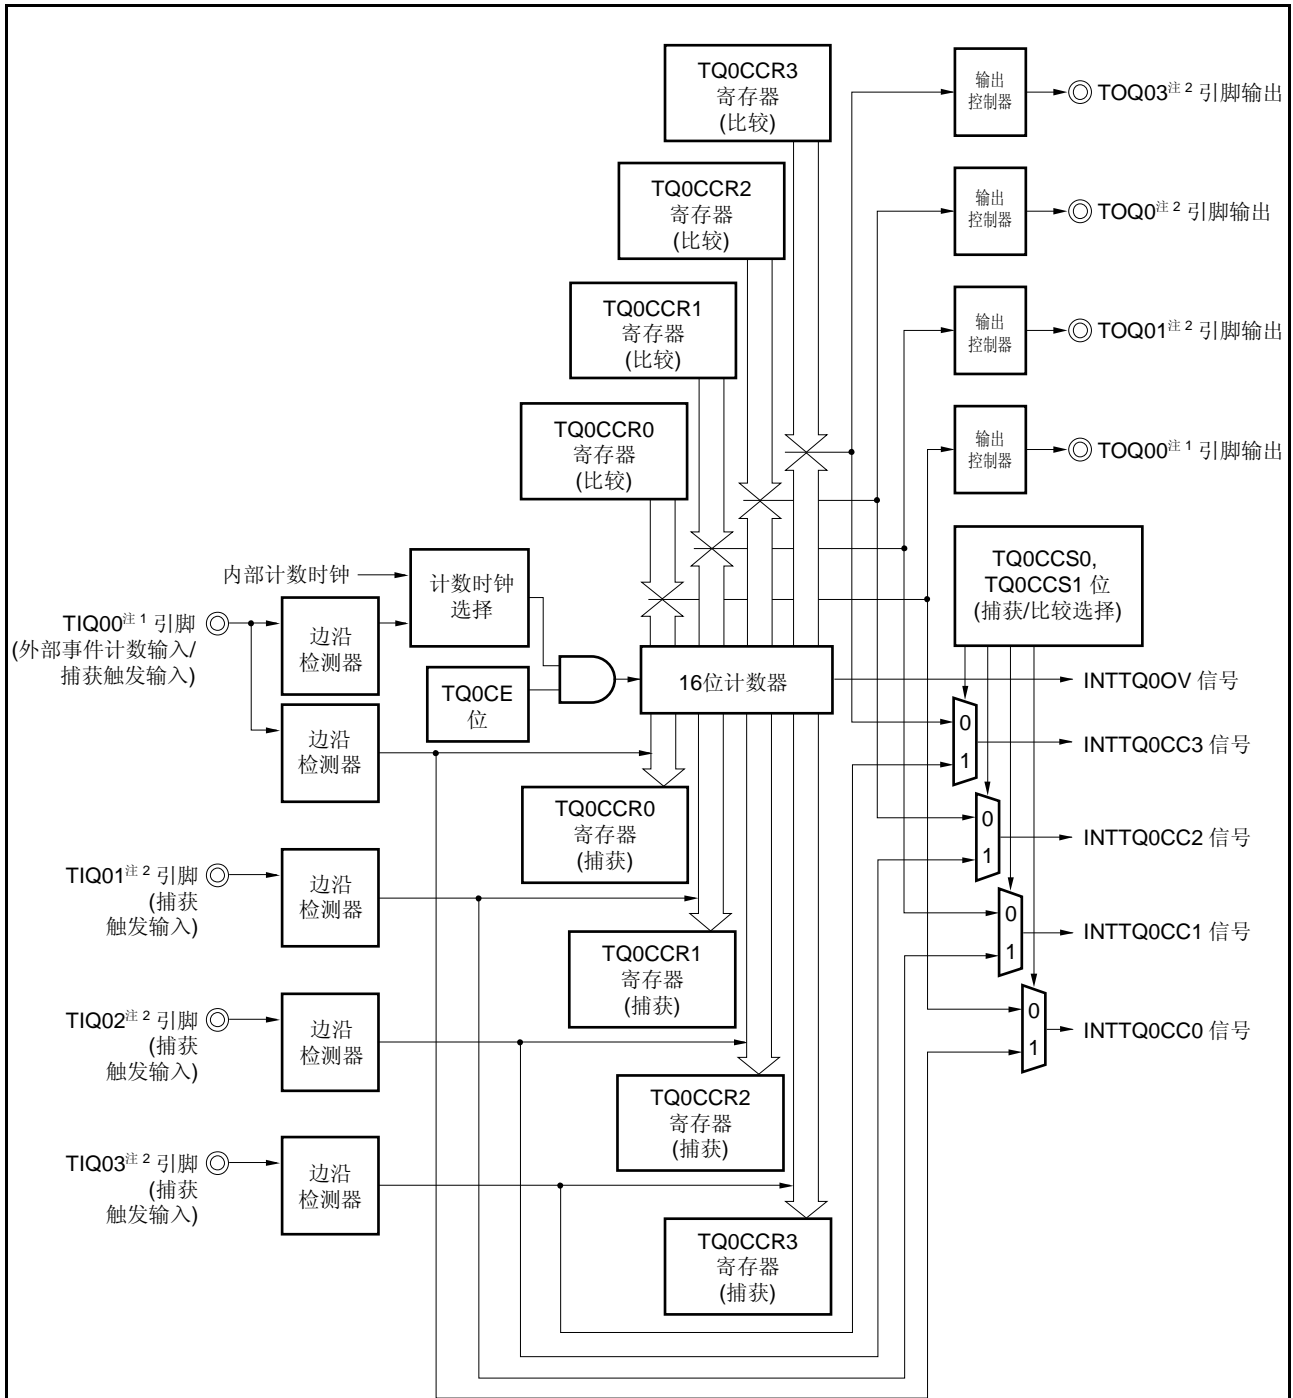 TQ0CCR3
寄存器
(比较)
输出
控制器
TOQ03注 2 引脚输出
TQ0CCR2
寄存器
(比较)
输出
控制器
TOQ0注 2 引脚输出
TQ0CCR1
寄存器
(比较)
输出
控制器
TOQ01注 2 引脚输出
TQ0CCR0
寄存器
(比较)
输出
控制器
TOQ00注 1 引脚输出
TQ0CCS0,
TQ0CCS1 位
(捕获/比较选择)
内部计数时钟
计数时钟
选择
TIQ00注 1 引脚
(外部事件计数输入/
捕获触发输入)
边沿
检测器
TQ0CE
位
16位计数器
INTTQ0OV 信号
边沿
检测器
0
1
INTTQ0CC3 信号
TQ0CCR0
寄存器
(捕获)
0
1
INTTQ0CC2 信号
TIQ01注 2 引脚
(捕获
触发输入)
边沿
检测器
TQ0CCR1
寄存器
(捕获)
0
1
INTTQ0CC1 信号
TIQ02注 2 引脚
(捕获
触发输入)
边沿
检测器
0
1
INTTQ0CC0 信号
TQ0CCR2
寄存器
(捕获)
TIQ03注 2 引脚
(捕获
触发输入)
边沿
检测器
TQ0CCR3
寄存器
(捕获)